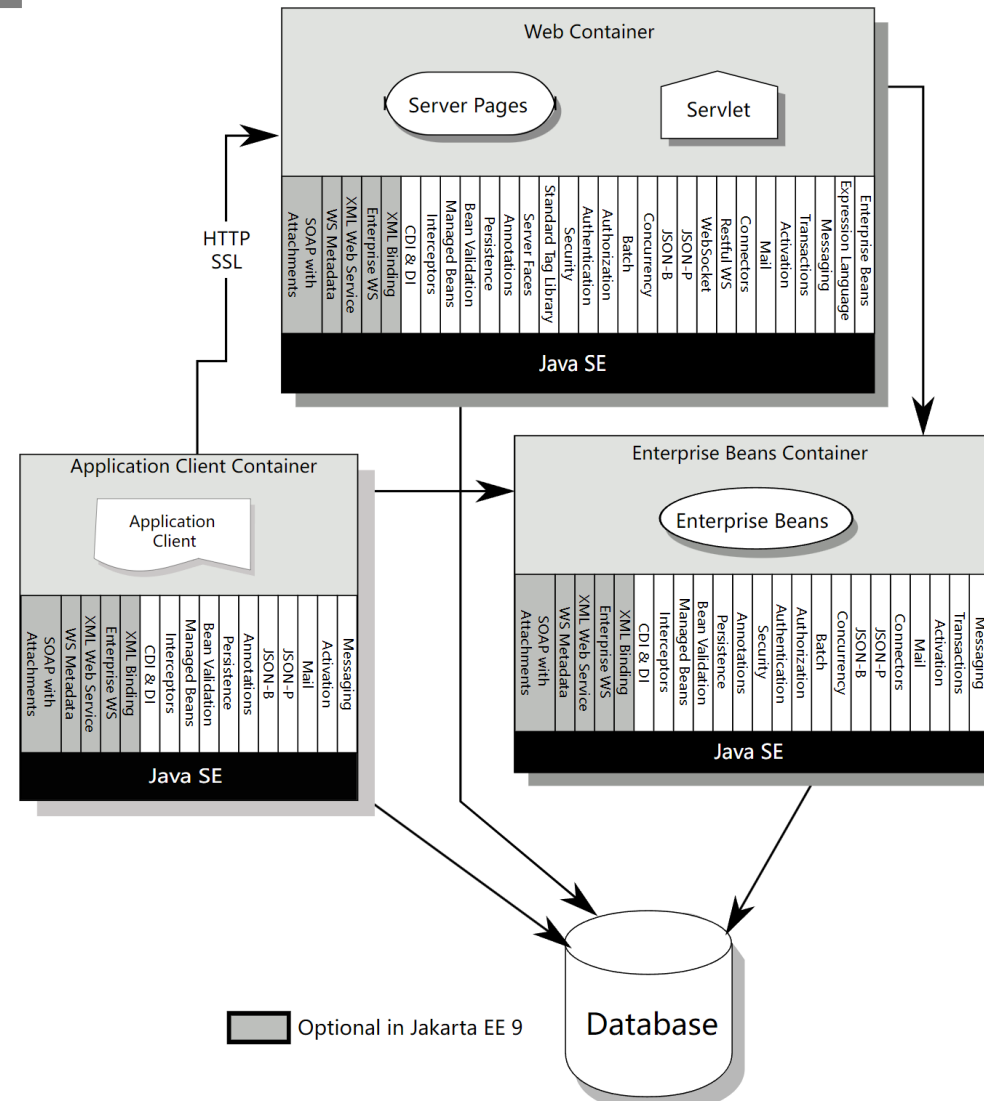 Web Container
Server Pages
Servlet
HTTP
SSL
SOAP with
Attachments
WS Metadata
XML Web Service
Enterprise WS
XML Binding
CDI & DI
Interceptors
Managed Beans
Bean Validation
Persistence
Annotations
Server Faces
Standard Tag Library
Security
Authentication
Authorization
Batch
Concurrency
JSON-B
JSON-P
WebSocket
Restful WS
Connectors
Mail
Activation
Transactions
Messaging
Expression Language
Enterprise Beans
Java SE
Application Client Container
Application
Client
SOAP with
Attachments
WS Metadata
XML Web Service
Enterprise WS
XML Binding
CDI & DI
Interceptors
Managed Beans
Bean Validation
Persistence
Annotations
JSON-B
JSON-P
Mail
Activation
Messaging
Java SE
Enterprise Beans Container
Enterprise Beans
SOAP with
Attachments
WS Metadata
XML Web Service
Enterprise WS
XML Binding
CDI & DI
Interceptors
Managed Beans
Bean Validation
Persistence
Annotations
Security
Authentication
Authorization
Batch
Concurrency
JSON-B
JSON-P
Connectors
Mail
Activation
Transactions
Messaging
Java SE
Database
Optional in Jakarta EE 9